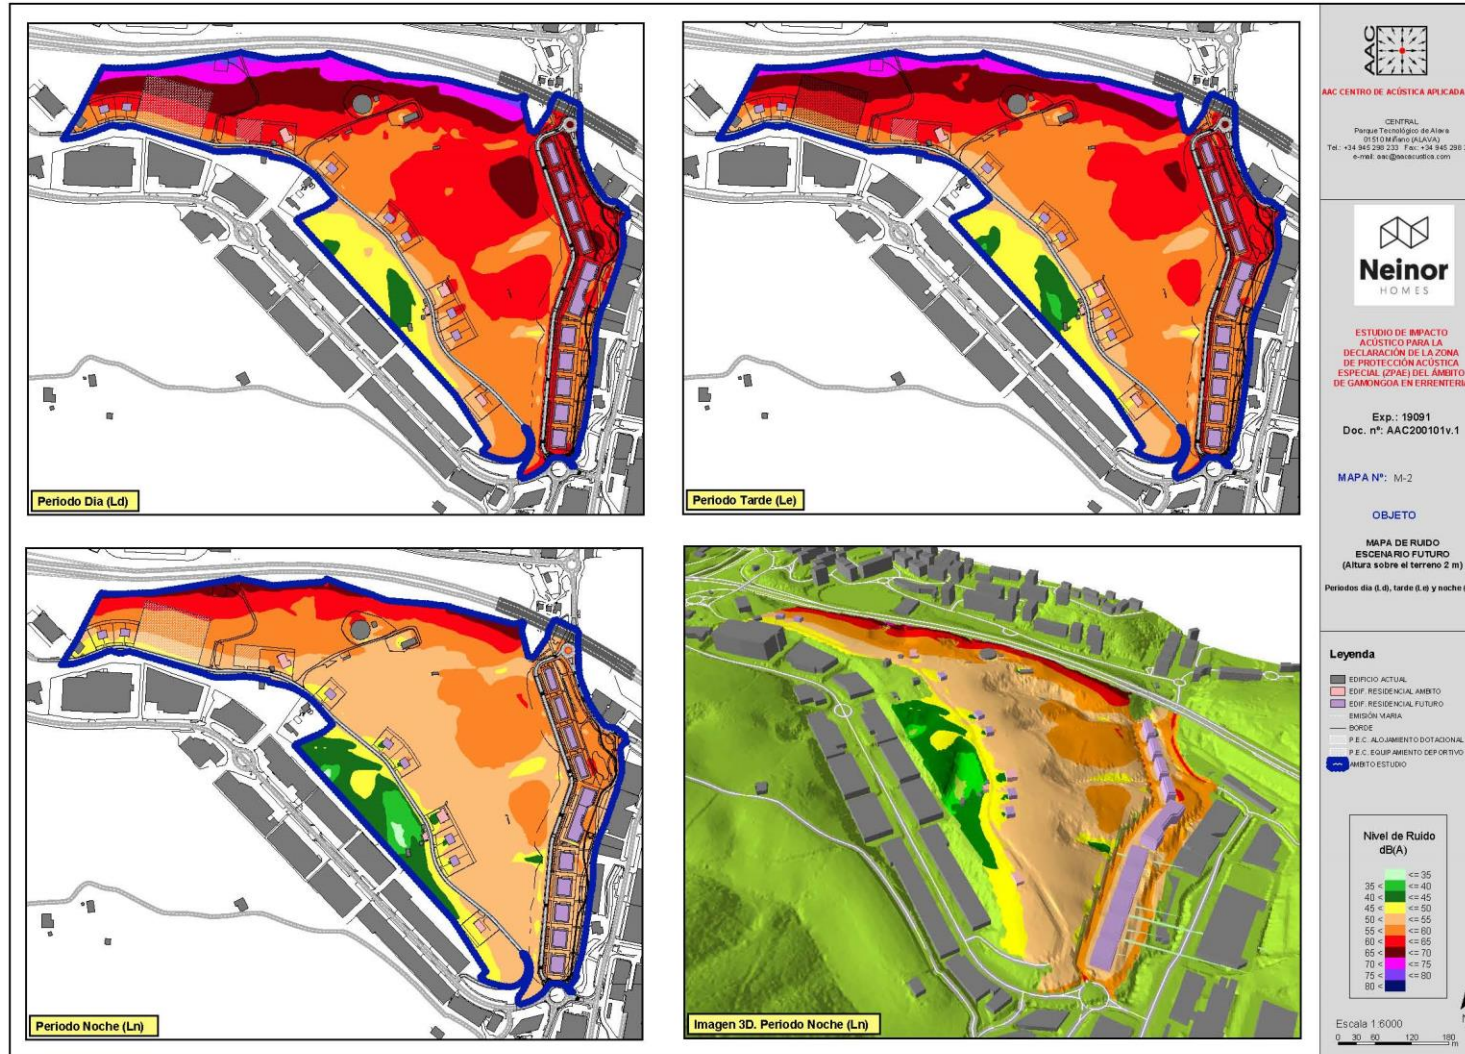 Periodo Dia (Ld)
Periodo Tarde (Le)
Periodo Noche (Ln)
Imagen 3D. Periodo Noche (Ln)
AAC
AAC CENTRO DE ACÚSTICA APLICADA
CENTRAL
Parque Tecnológico de Alava
01510 Miñano (ALAVA)
Tel.: +34 945 298 233 Fax: +34 945 298
e-mail: aac@aacacustica.com
Neinor
HOMES
ESTUDIO DE IMPACTO
ACÚSTICO PARA LA
DECLARACIÓN DE LA ZONA
DE PROTECCIÓN ACÚSTICA
ESPECIAL (ZPAE) DEL ÁMBITO
DE GAMONGOA EN ERRENTERIA
Exp.: 19091
Doc. nº: AAC200101v.1
MAPA Nº: M-2
OBJETO
MAPA DE RUIDO
ESCENARIO FUTURO
(Altura sobre el terreno 2 m)
Periodos día (Ld), tarde (Le) y noche (
Leyenda
EDIFICIO ACTUAL
EDIF. RESIDENCIAL AMBITO
EDIF. RESIDENCIAL FUTURO
EMISIÓN VIARIA
BORDE
P.E.C. ALOJAMIENTO DOTACIONAL
P.E.C. EQUIPAMIENTO DEPORTIVO
AMBITO ESTUDIO
Nivel de Ruido
dB(A)
<= 35
35 < <= 40
40 < <= 45
45 < <= 50
50 < <= 55
55 < <= 60
60 < <= 65
65 < <= 70
70 < <= 75
75 < <= 80
80 <
Escala 1:6000
0 30 60 120 180
m